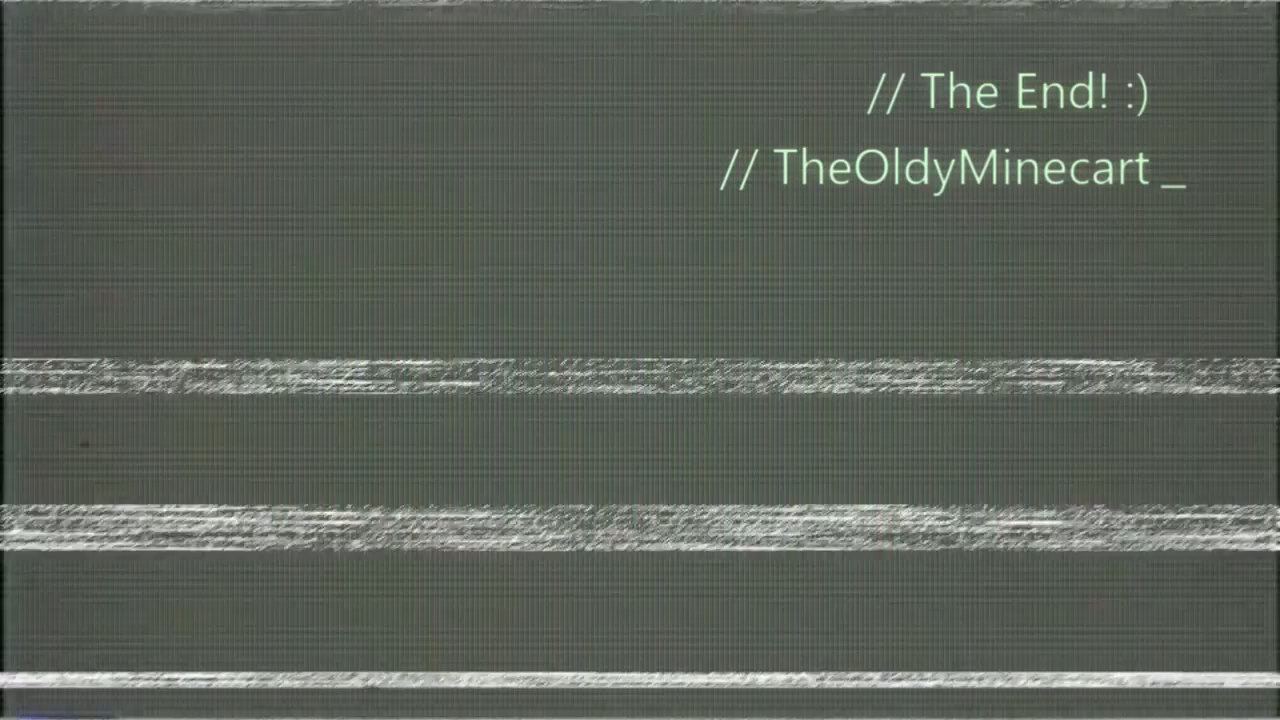 // The End! :)
// TheOldyMinecart _